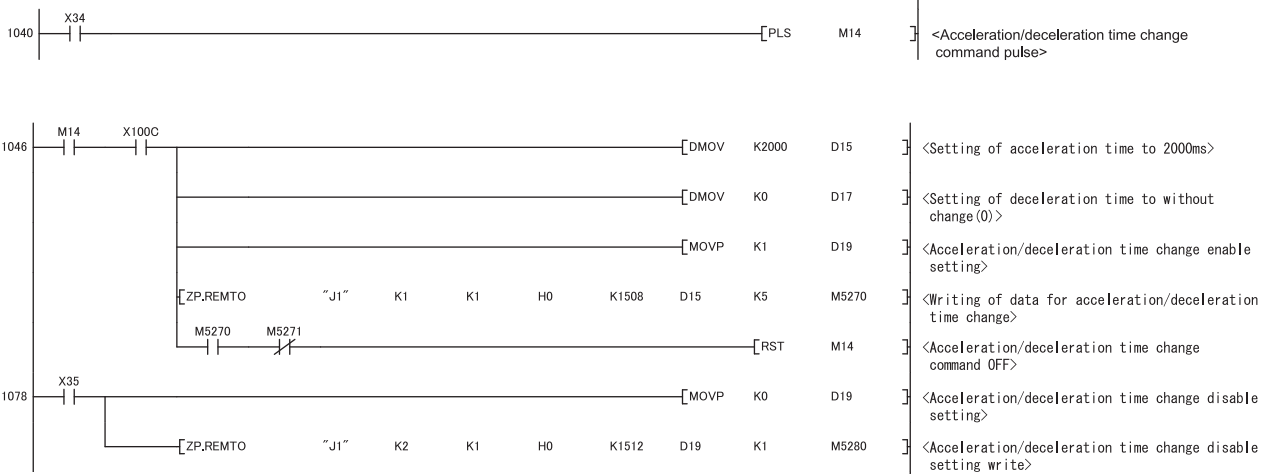 X34
1040 [PLS M14 ] <Acceleration/deceleration time change
command pulse>
M14 X100C
1046 [DMOV K2000 D15 ] <Setting of acceleration time to 2000ms>
[DMOV K0 D17 ] <Setting of deceleration time to without
change(0)>
[MOVP K1 D19 ] <Acceleration/deceleration time change enable
setting>
[ZP.REMTO "J1" K1 K1 H0 K1508 D15 K5 M5270 ] <Writing of data for acceleration/deceleration
time change>
M5270 M5271
[RST M14 ] <Acceleration/deceleration time change
command OFF>
X35
1078 [MOVP K0 D19 ] <Acceleration/deceleration time change disable
setting>
[ZP.REMTO "J1" K2 K1 H0 K1512 D19 K1 M5280 ] <Acceleration/deceleration time change disable
setting write>